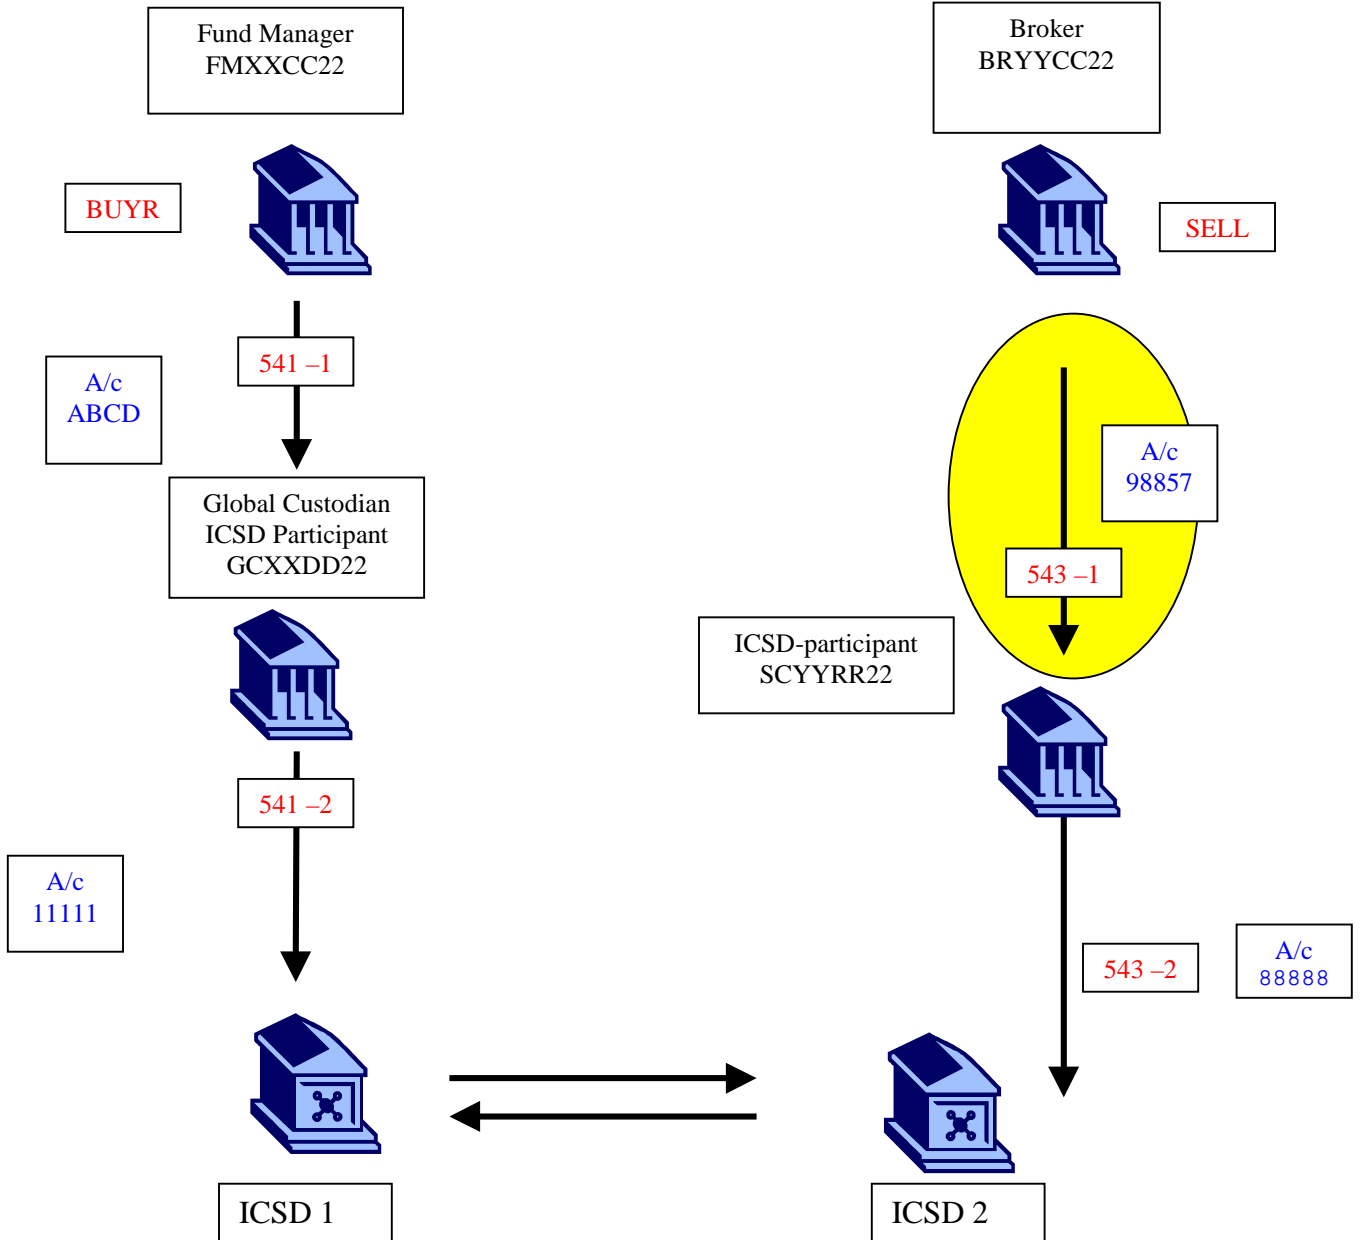 Fund Manager
FMXXCC22
Broker
BRYYCC22
BUYR
SELL
541 –1
A/c
ABCD
A/c
98857
Global Custodian
ICSD Participant
GCXXDD22
543 –1
ICSD-participant
SCYYRR22
541 –2
A/c
11111
543 –2
A/c
88888
ICSD 1
ICSD 2